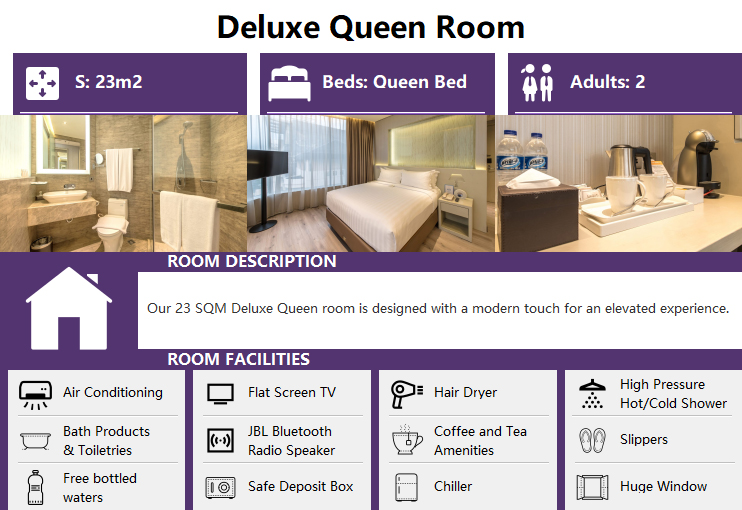 Deluxe Queen Room
S: 23m2
Beds: Queen Bed
Adults: 2
ROOM DESCRIPTION
Our 23 SQM Deluxe Queen room is designed with a modern touch for an elevated experience.
ROOM FACILITIES
Air Conditioning
Flat Screen TV
Hair Dryer
High Pressure
Hot/Cold Shower
Bath Products
& Toiletries
JBL Bluetooth
Radio Speaker
Coffee and Tea
Amenities
Slippers
Free bottled
waters
Safe Deposit Box
Chiller
Huge Window